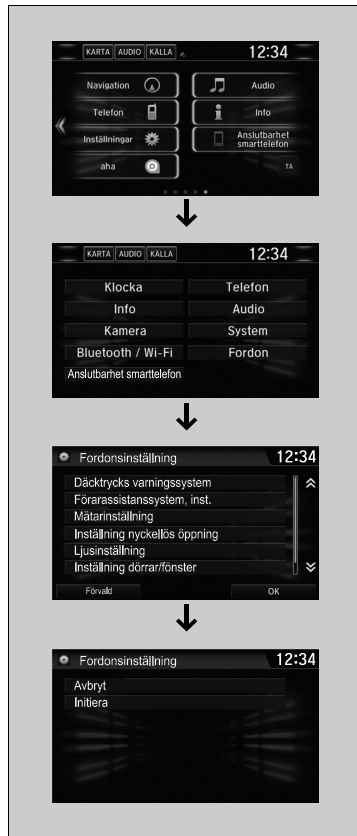 KARTA AUDIO KÄLLA 12:34
Navigation Audio
Telefon Info
Inställningar Anslutbarhet
smarttelefon
aha TA
KARTA AUDIO KÄLLA 12:34
Klocka Telefon
Info Audio
Kamera System
Bluetooth / Wi-Fi Fordon
Anslutbarhet smarttelefon
Fordonsinställning 12:34
Däcktrycks varningssystem
Förarassistanssystem, inst.
Mätarinställning
Inställning nyckellös öppning
Ljusinställning
Inställning dörrar/fönster
Förvald OK
Fordonsinställning 12:34
Avbryt
Initiera